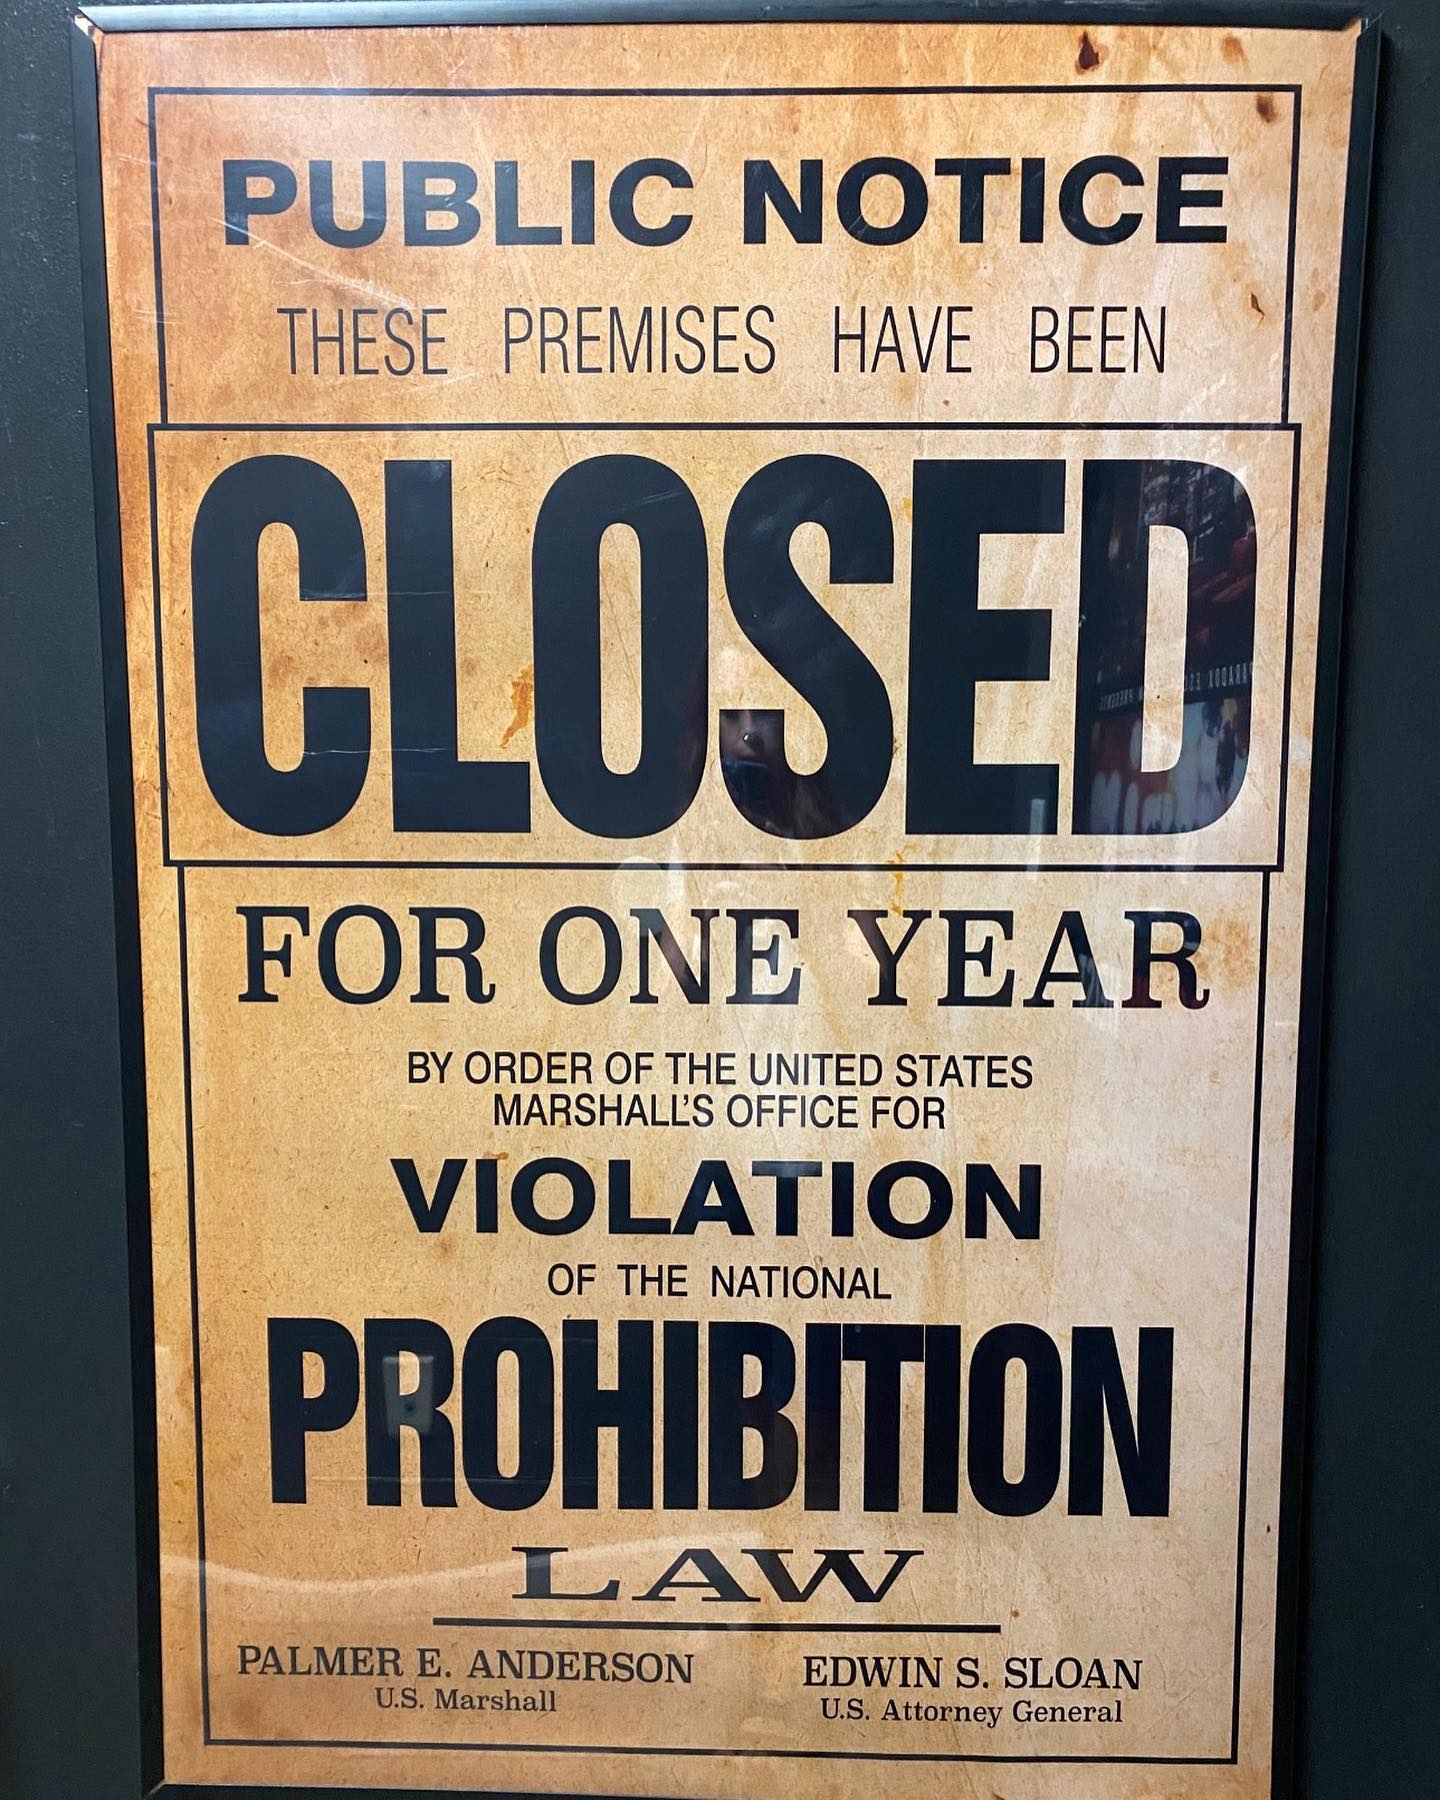 PUBLIC NOTICE
THESE PREMISES HAVE BEEN
CLOSED
FOR ONE YEAR
BY ORDER OF THE UNITED STATES
MARSHALL'S OFFICE FOR
VIOLATION
OF THE NATIONAL
PROHIBITION
LAW
PALMER E. ANDERSON
U.S. Marshall
EDWIN S. SLOAN
U.S. Attorney General